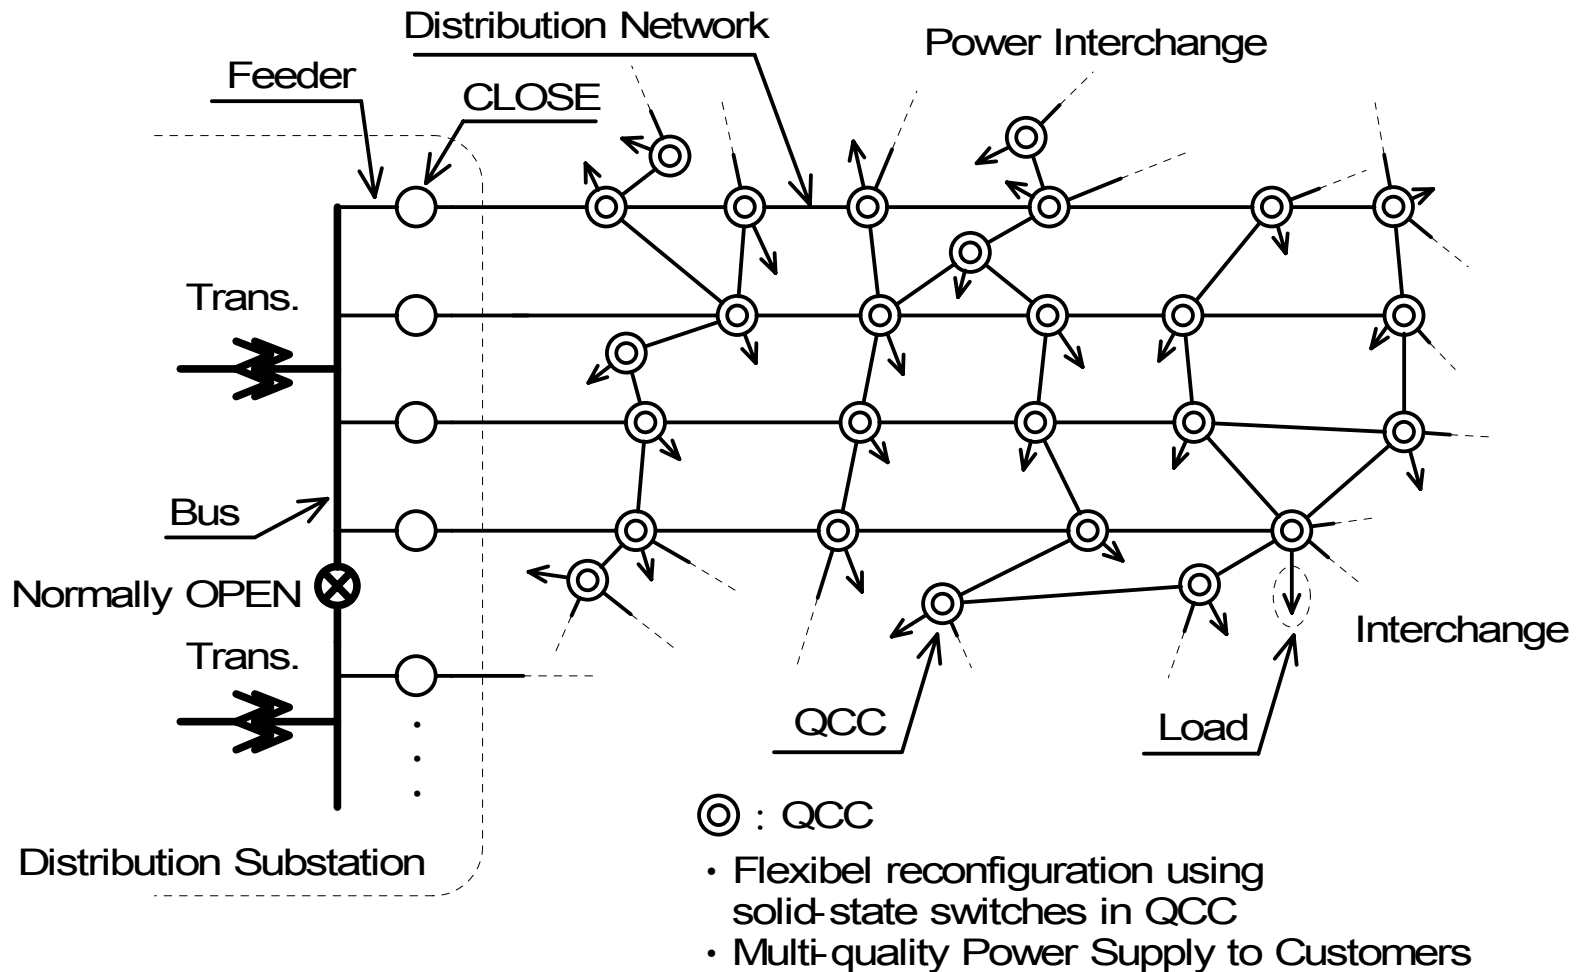 Distribution Network
Power Interchange
Feeder
CLOSE
Trans.
Bus
Normally OPEN
Trans.
Interchange
QCC
Load
: QCC
Distribution Substation
・ Flexibel reconfiguration using
solid-state switches in QCC
・ Multi-quality Power Supply to Customers